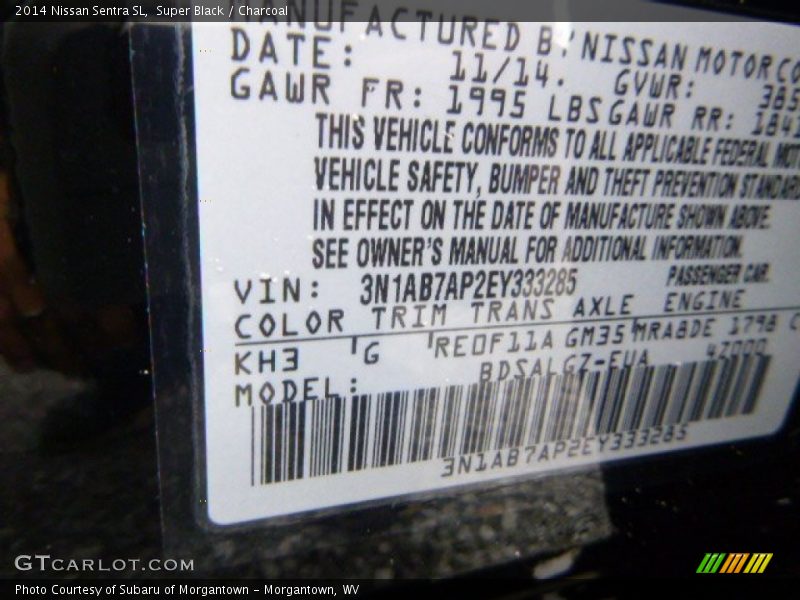 2014 Nissan Sentra SL, Super Black / Charcoal
MANUFACTURED BY NISSAN MOTOR CO
DATE: 11/14. GVWR: 385
GAWR FR: 1995 LBS GAWR RR: 1841
THIS VEHICLE CONFORMS TO ALL APPLICABLE FEDERAL MOT
VEHICLE SAFETY, BUMPER AND THEFT PREVENTION STANDARD
IN EFFECT ON THE DATE OF MANUFACTURE SHOWN ABOVE.
SEE OWNER'S MANUAL FOR ADDITIONAL INFORMATION.
VIN: 3N1AB7AP2EY333285 PASSENGER CAR.
COLOR TRIM TRANS AXLE ENGINE
KH3 'G 'RE0F11A GM35 'MRA8DE 1798 C
MODEL: BDSALGZ-EUA 4Z000
3N1AB7AP2EY333285
GTCARLOT.COM
Photo Courtesy of Subaru of Morgantown - Morgantown, WV